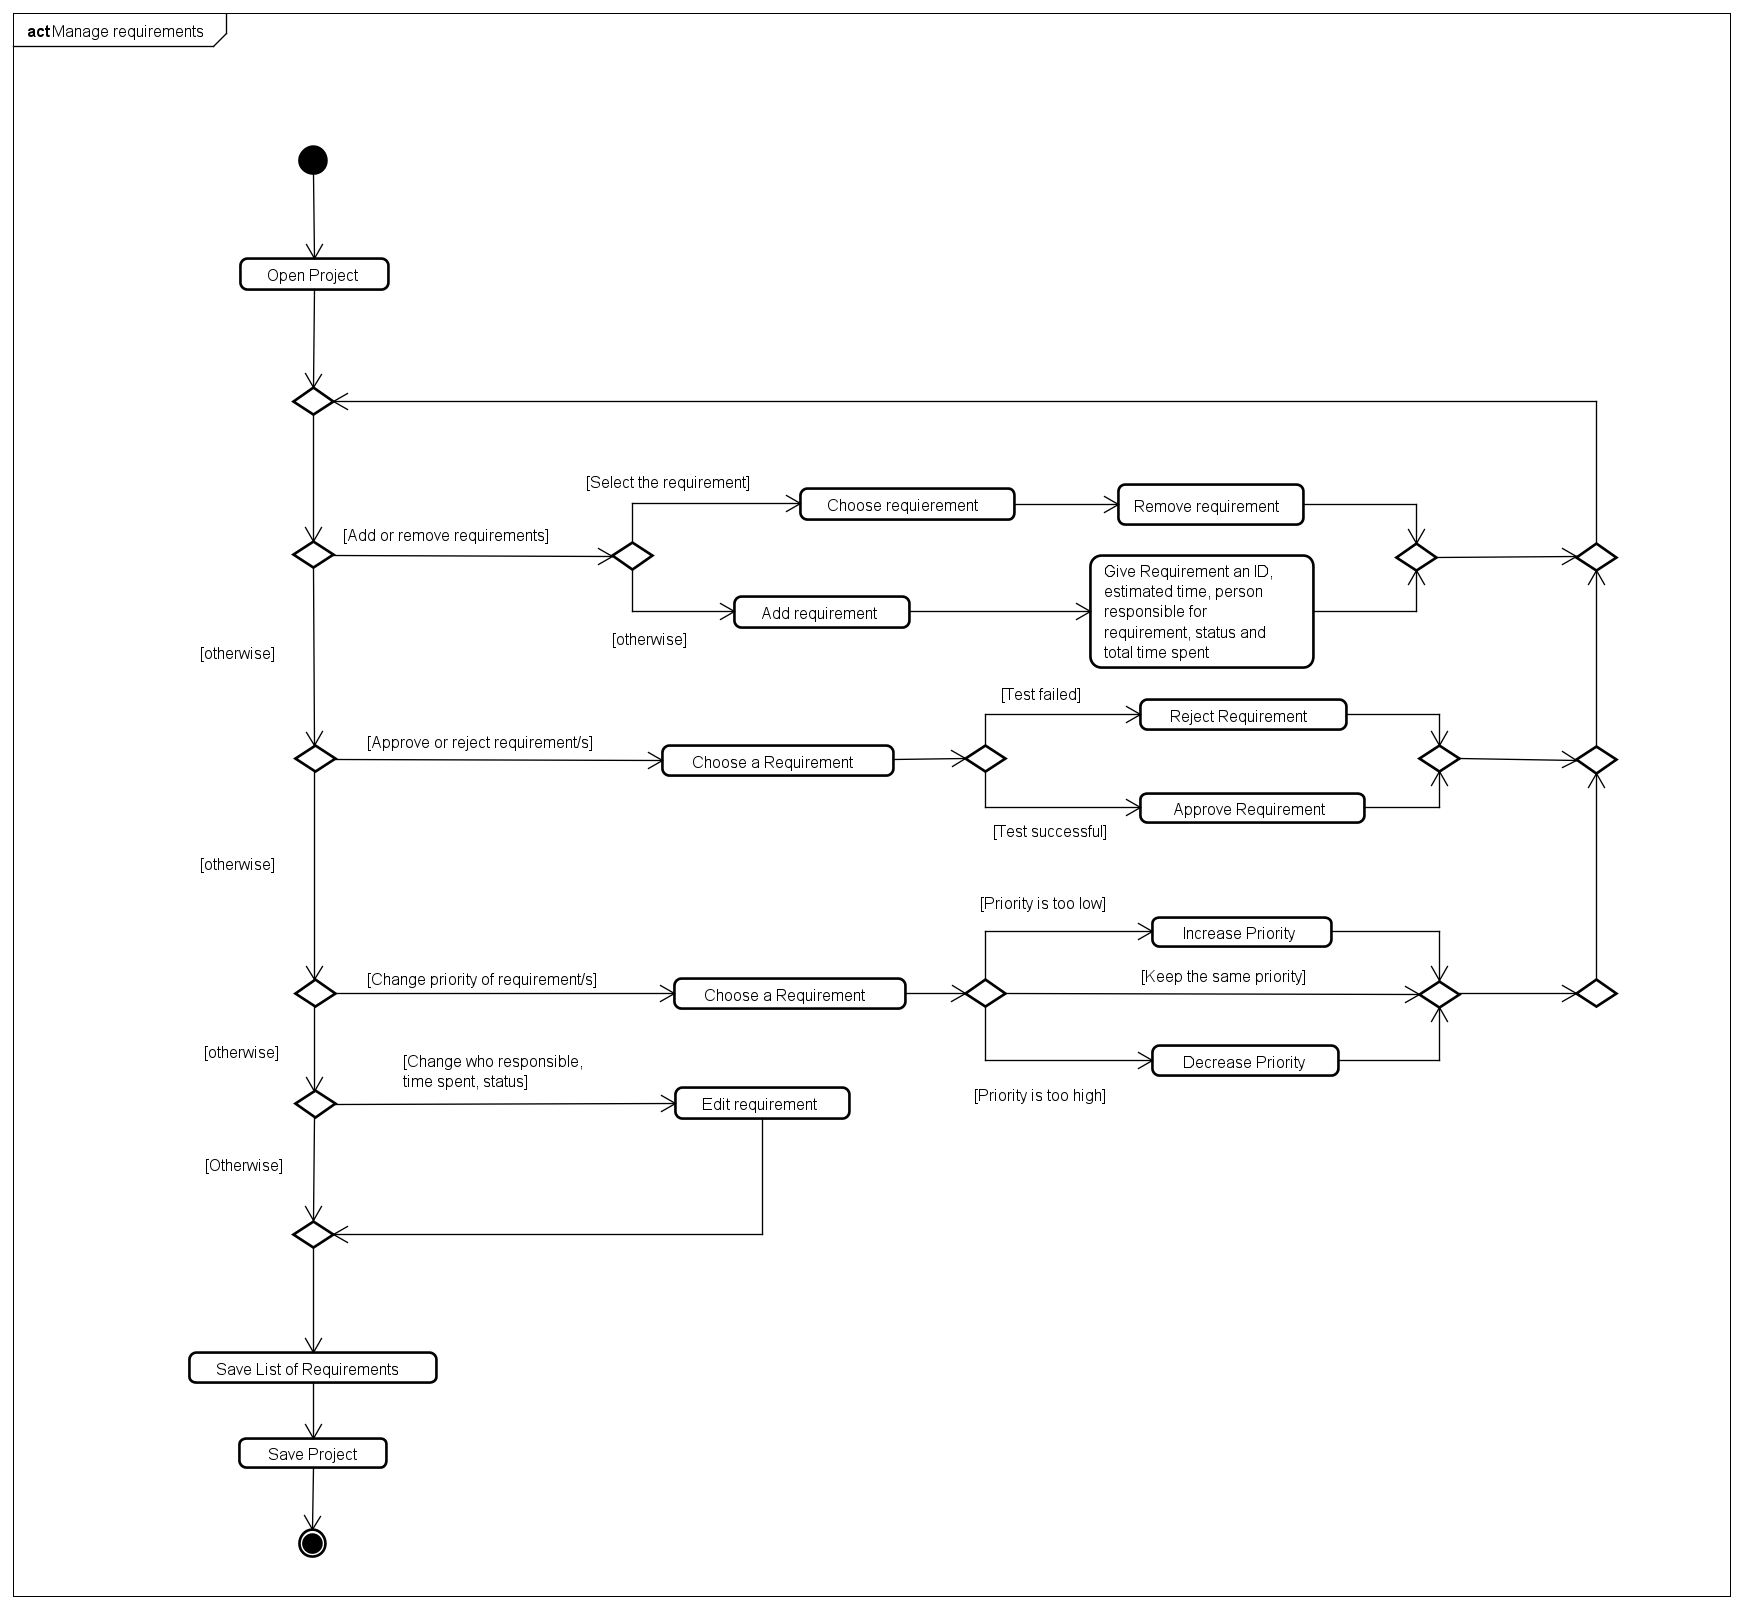 act Manage requirements
Open Project
[Select the requirement]
Choose requierement
Remove requirement
[Add or remove requirements]
Give Requirement an ID,
estimated time, person
responsible for
requirement, status and
total time spent
Add requirement
[otherwise]
[otherwise]
[Test failed]
Reject Requirement
[Approve or reject requirement/s]
Choose a Requirement
Approve Requirement
[Test successful]
[otherwise]
[Priority is too low]
Increase Priority
[Change priority of requirement/s]
[Keep the same priority]
Choose a Requirement
[otherwise]
[Change who responsible,
time spent, status]
Decrease Priority
[Priority is too high]
Edit requirement
[Otherwise]
Save List of Requirements
Save Project